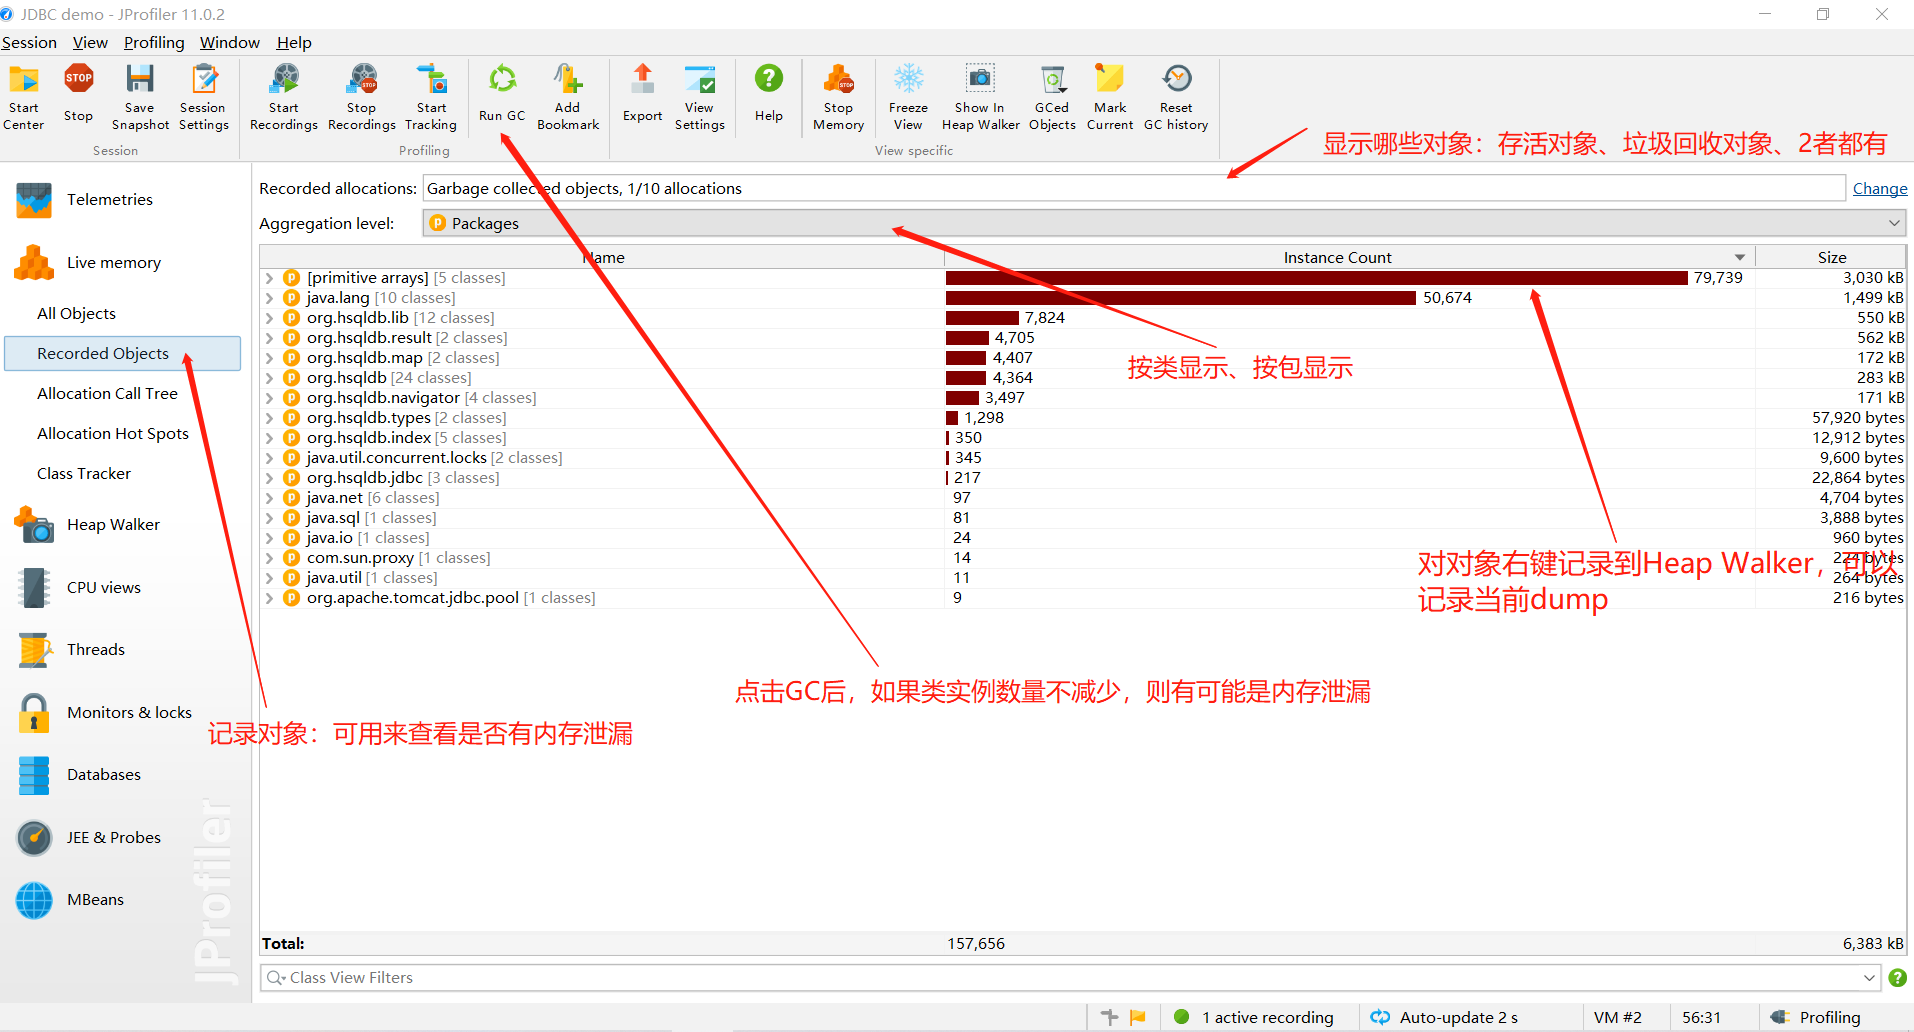 JDBC demo - JProfiler 11.0.2
Session View Profiling Window Help
Start Center
Stop
Save Snapshot
Session Settings
Start Recordings
Stop Recordings
Start Tracking
Run GC
Add Bookmark
Export
View Settings
Help
Stop Memory
Freeze View
Show In Heap Walker
GCed Objects
Mark Current
Reset GC history
Session
Profiling
View specific
显示哪些对象：存活对象、垃圾回收对象、2者都有
Telemetries
Live memory
All Objects
Recorded Objects
Allocation Call Tree
Allocation Hot Spots
Class Tracker
Heap Walker
CPU views
Threads
Monitors & locks
Databases
JEE & Probes
MBeans
JProfiler
Recorded allocations: Garbage collected objects, 1/10 allocations Change
Aggregation level: p Packages
Name Instance Count Size
p [primitive arrays] [5 classes] 79,739 3,030 kB
p java.lang [10 classes] 50,674 1,499 kB
p org.hsqldb.lib [12 classes] 7,824 550 kB
p org.hsqldb.result [2 classes] 4,705 562 kB
p org.hsqldb.map [2 classes] 4,407 172 kB
p org.hsqldb [24 classes] 4,364 283 kB
p org.hsqldb.navigator [4 classes] 3,497 171 kB
p org.hsqldb.types [2 classes] 1,298 57,920 bytes
p org.hsqldb.index [5 classes] 350 12,912 bytes
p java.util.concurrent.locks [2 classes] 345 9,600 bytes
p org.hsqldb.jdbc [3 classes] 217 22,864 bytes
p java.net [6 classes] 97 4,704 bytes
p java.sql [1 classes] 81 3,888 bytes
p java.io [1 classes] 24 960 bytes
p com.sun.proxy [1 classes] 14 224 bytes
p java.util [1 classes] 11 264 bytes
p org.apache.tomcat.jdbc.pool [1 classes] 9 216 bytes
按类显示、按包显示
对对象右键记录到Heap Walker，可以
记录当前dump
点击GC后，如果类实例数量不减少，则有可能是内存泄漏
记录对象：可用来查看是否有内存泄漏
Total: 157,656 6,383 kB
Class View Filters
1 active recording Auto-update 2 s VM #2 56:31 Profiling